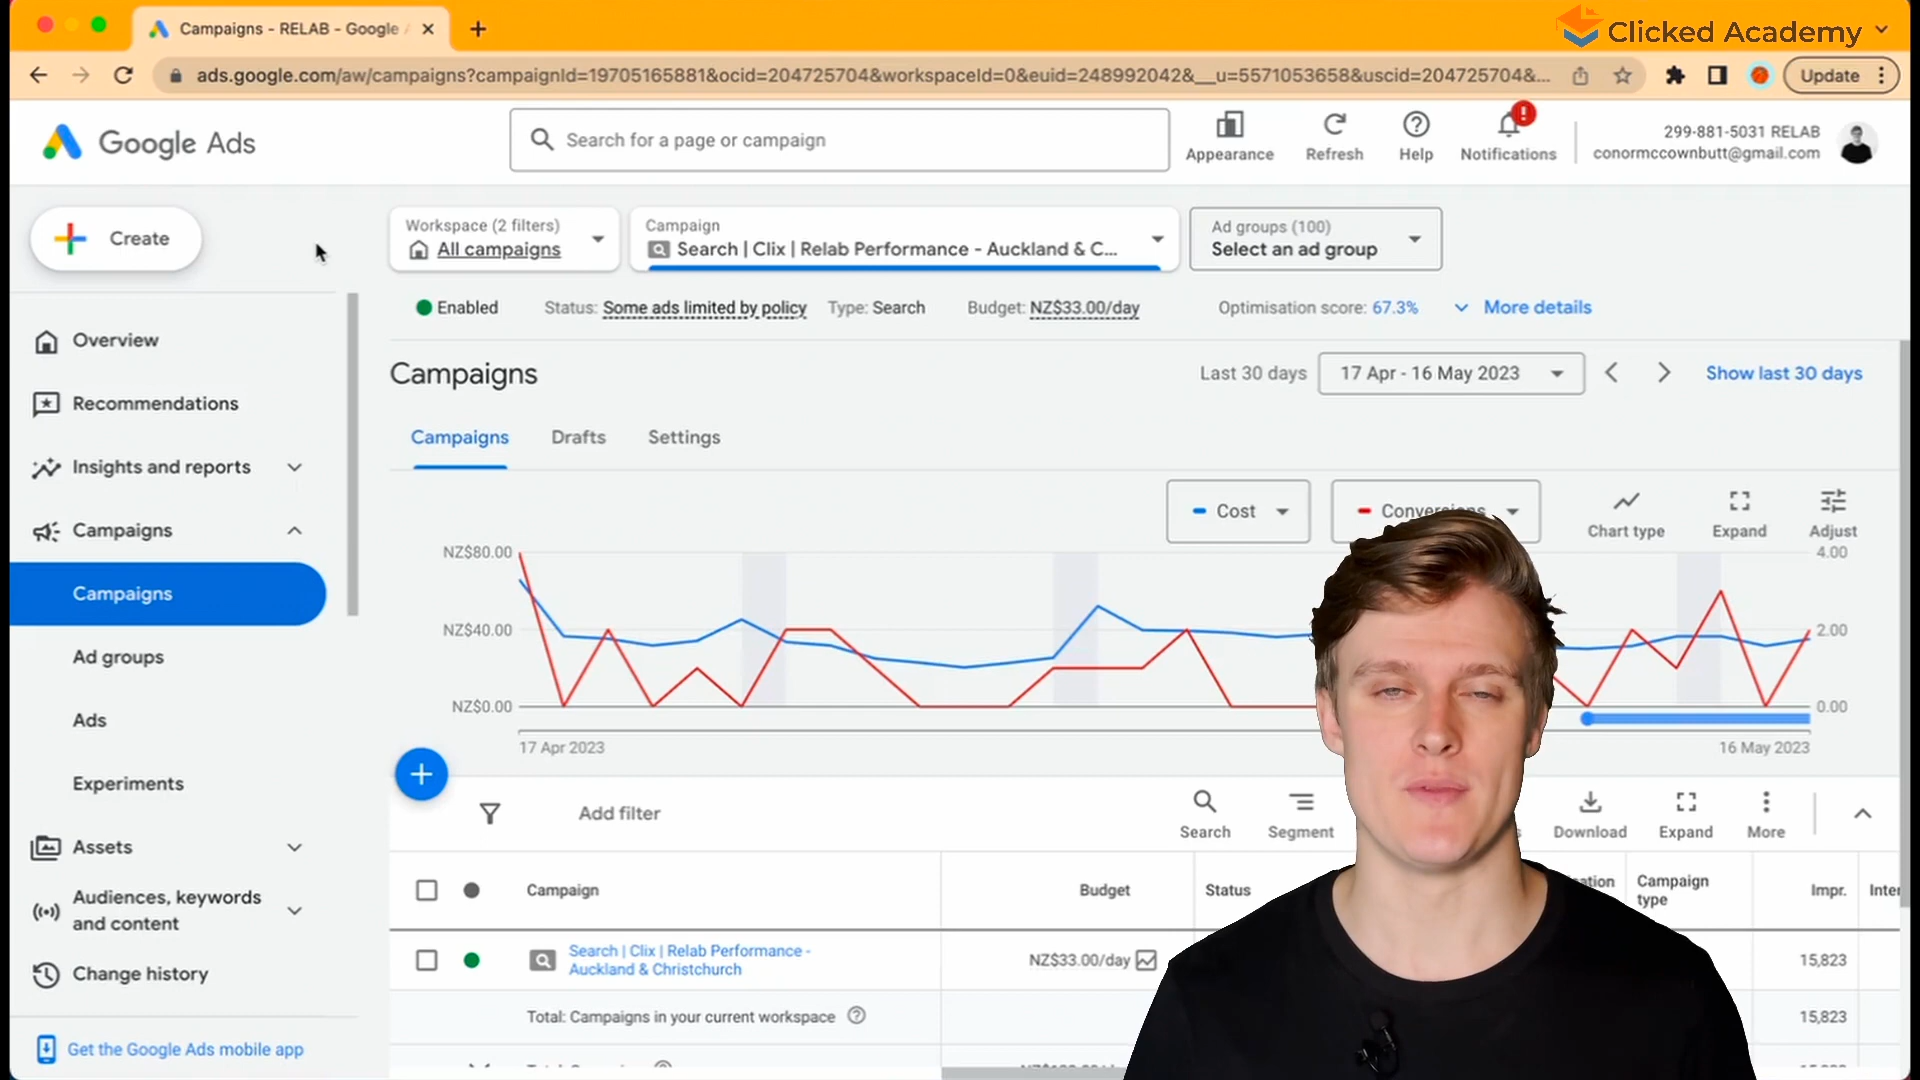 Campaigns - RELAB - Google
Clicked Academy
ads.google.com/aw/campaigns?campaignId=19705165881&ocid=204725704&workspaceId=0&euid=248992042&__u=5571053658&uscid=204725704&...
Update
Google Ads
Search for a page or campaign
Appearance
Refresh
Help
Notifications
299-881-5031 RELAB
conormccownbutt@gmail.com
Create
Workspace (2 filters)
All campaigns
Campaign
Search | Clix | Relab Performance - Auckland & C...
Ad groups (100)
Select an ad group
Enabled
Status: Some ads limited by policy
Type: Search
Budget: NZ$33.00/day
Optimisation score: 67.3%
More details
Overview
Recommendations
Insights and reports
Campaigns
Campaigns
Ad groups
Ads
Experiments
Assets
Audiences, keywords
and content
Change history
Get the Google Ads mobile app
Campaigns
Last 30 days
17 Apr - 16 May 2023
Show last 30 days
Campaigns
Drafts
Settings
Cost
Conversions
Chart type
Expand
Adjust
NZ$80.00
4.00
NZ$40.00
2.00
NZ$0.00
0.00
17 Apr 2023
16 May 2023
Add filter
Search
Segment
Download
Expand
More
Campaign
Budget
Status
Campaign
type
Impr.
Search | Clix | Relab Performance -
Auckland & Christchurch
NZ$33.00/day
15,823
Total: Campaigns in your current workspace
15,823